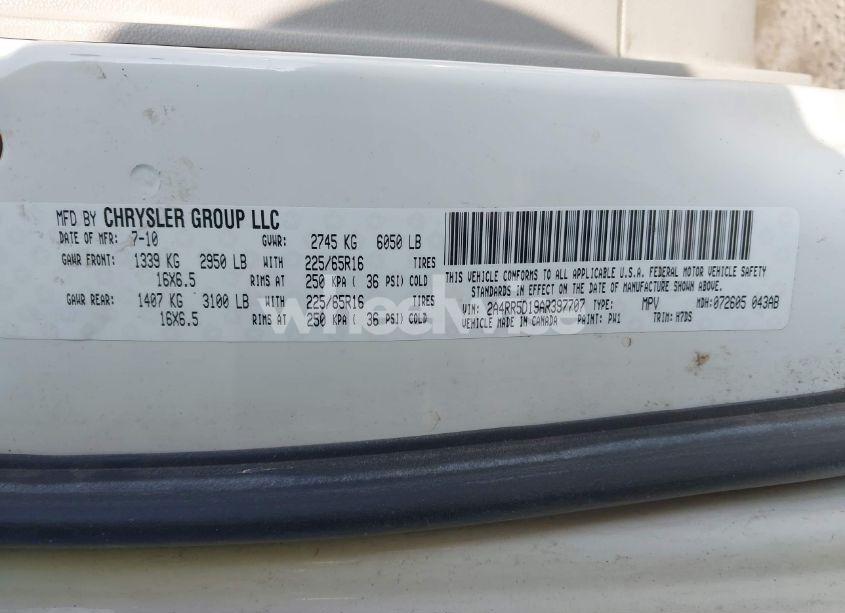 MFD BY CHRYSLER GROUP LLC
DATE OF MFR: 7-10 GVWR: 2745 KG 6050 LB
GAWR FRONT: 1339 KG 2950 LB WITH 225/65R16 TIRES
16X6.5 RIMS AT 250 KPA ( 36 PSI) COLD
GAWR REAR: 1407 KG 3100 LB WITH 225/65R16 TIRES
16X6.5 RIMS AT 250 KPA ( 36 PSI) COLD
THIS VEHICLE CONFORMS TO ALL APPLICABLE U.S.A. FEDERAL MOTOR VEHICLE SAFETY
STANDARDS IN EFFECT ON THE DATE OF MANUFACTURE SHOWN ABOVE.
VIN: 2A4RR5D19AR397707 TYPE: MPV MDH: 072605 043AB
VEHICLE MADE IN CANADA PAINT: PW1 TRIM: H7DS